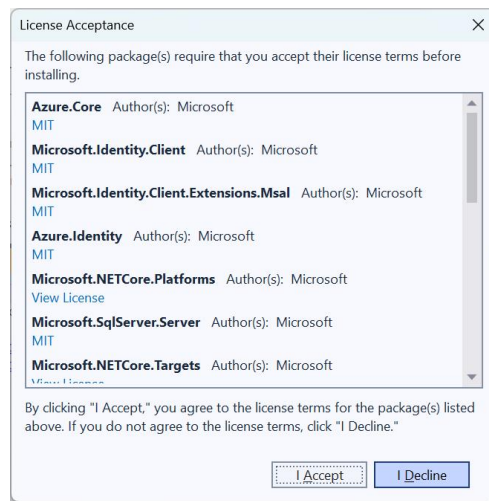 License Acceptance
The following package(s) require that you accept their license terms before
installing.
Azure.Core Author(s): Microsoft
MIT
Microsoft.Identity.Client Author(s): Microsoft
MIT
Microsoft.Identity.Client.Extensions.Msal Author(s): Microsoft
MIT
Azure.Identity Author(s): Microsoft
MIT
Microsoft.NETCore.Platforms Author(s): Microsoft
View License
Microsoft.SqlServer.Server Author(s): Microsoft
MIT
Microsoft.NETCore.Targets Author(s): Microsoft
View License
By clicking "I Accept," you agree to the license terms for the package(s) listed
above. If you do not agree to the license terms, click "I Decline."
I Accept I Decline